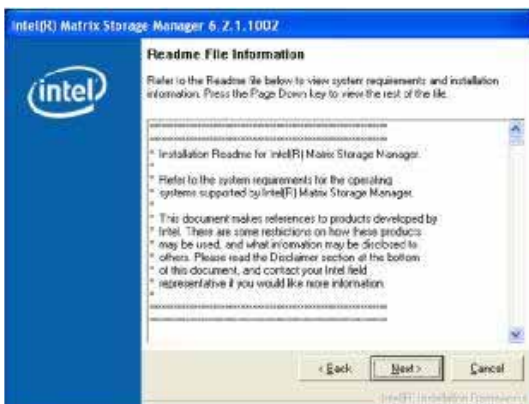 Intel(R) Matrix Storage Manager 6.2.1.1002
intel
Readme File Information
Refer to the Readme file below to view system requirements and installation
information. Press the Page Down key to view the rest of the file.
* Installation Readme for Intel(R) Matrix Storage Manager.
*
* Refer to the system requirements for the operating
* systems supported by Intel(R) Matrix Storage Manager.
*
* This document makes references to products developed by
* Intel. There are some restrictions on how these products
* may be used, and what information may be disclosed to
* others. Please read the Disclaimer section at the bottom
* of this document, and contact your Intel field
* representative if you would like more information.
*
< Back
Next >
Cancel
Intel(R) Installation Framework